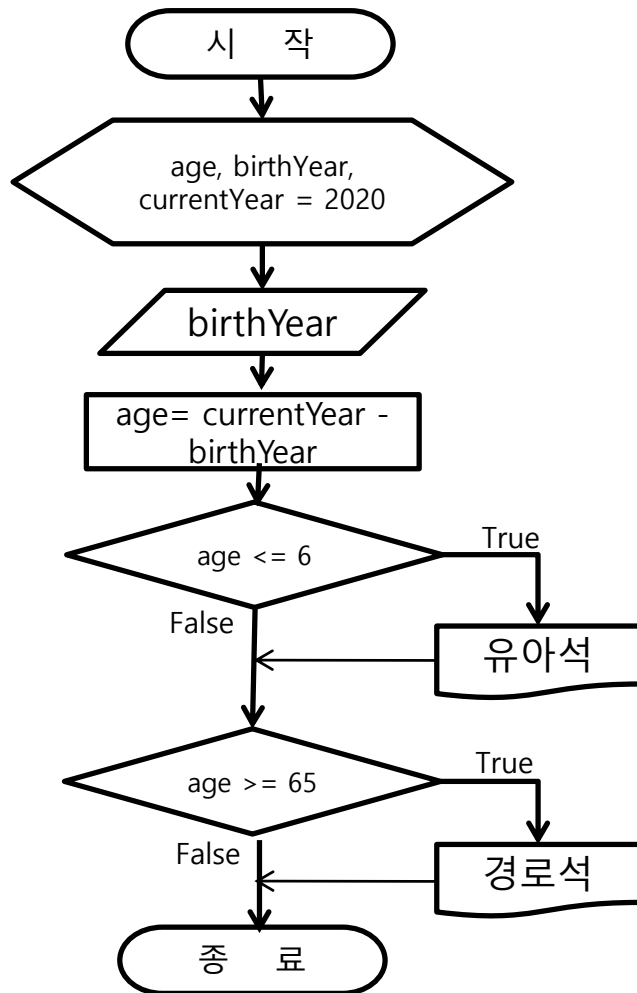 시 작
age, birthYear,
currentYear = 2020
birthYear
age= currentYear -
birthYear
age <= 6
True
False
유아석
age >= 65
True
False
경로석
종 료